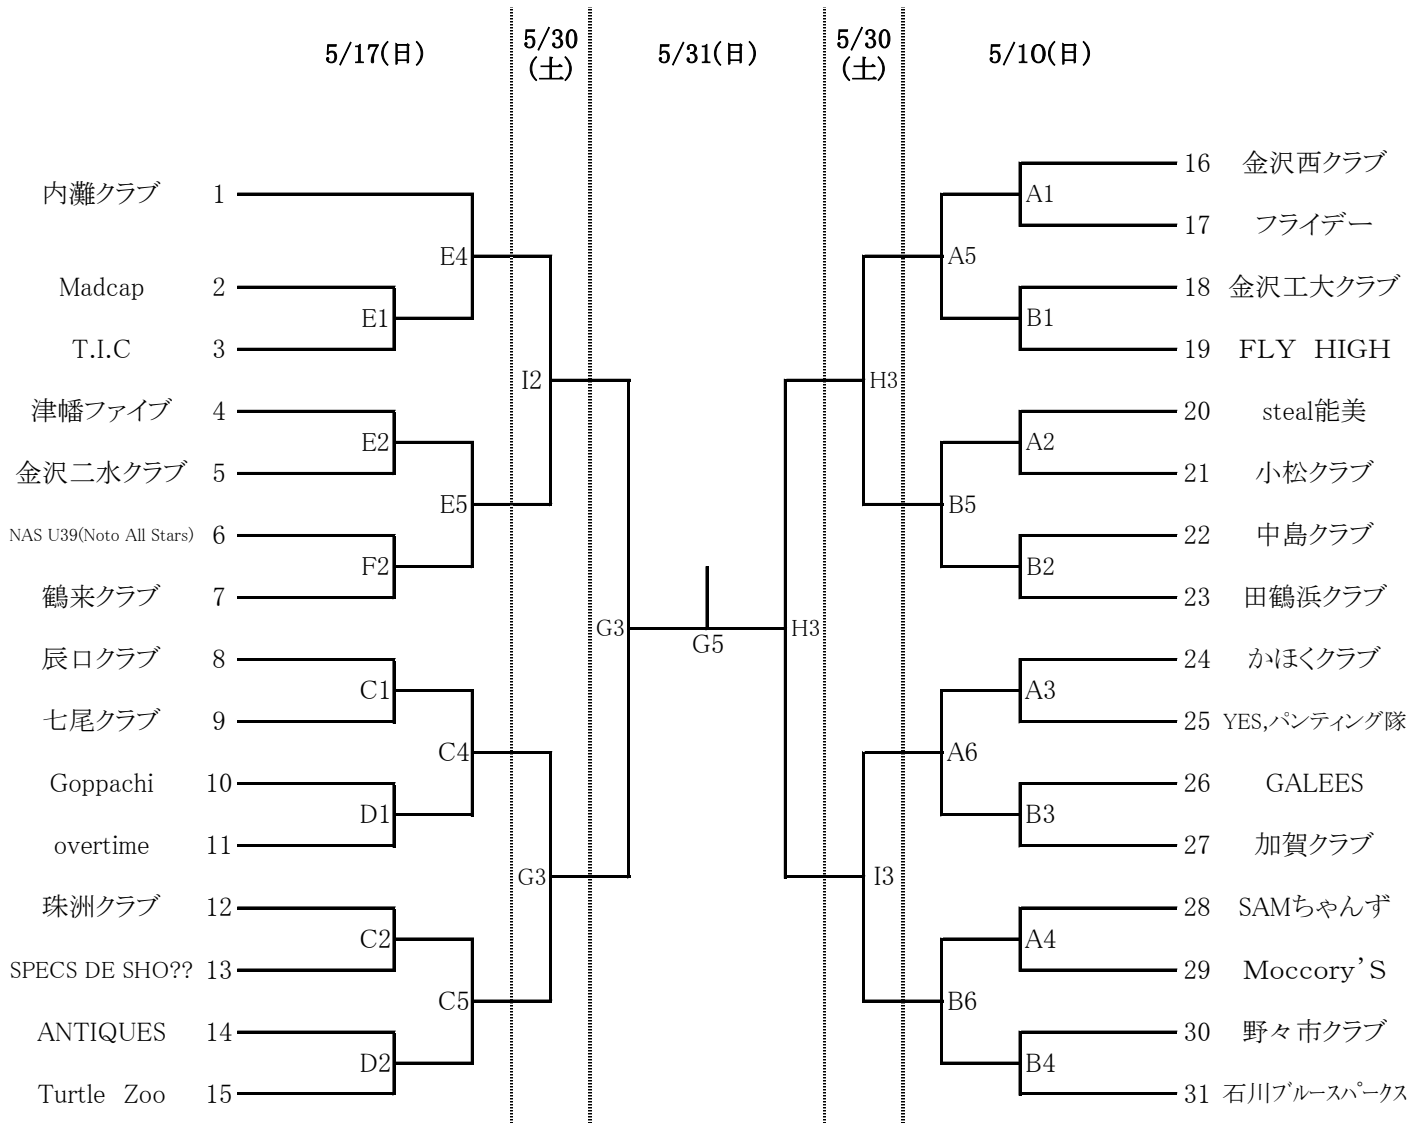 5/17(日)
5/30
(土)
5/31(日)
5/30
(土)
5/10(日)
内灘クラブ 1
Madcap 2
T.I.C 3
津幡ファイブ 4
金沢二水クラブ 5
NAS U39(Noto All Stars) 6
鶴来クラブ 7
辰口クラブ 8
七尾クラブ 9
Goppachi 10
overtime 11
珠洲クラブ 12
SPECS DE SHO?? 13
ANTIQUES 14
Turtle Zoo 15
E1
E2
F2
C1
D1
C2
D2
E4
E5
C4
C5
I2
G3
G3
G5
H3
H3
I3
A5
B5
A6
B6
A1
B1
A2
B2
A3
B3
A4
B4
16 金沢西クラブ
17 フライデー
18 金沢工大クラブ
19 FLY HIGH
20 steal能美
21 小松クラブ
22 中島クラブ
23 田鶴浜クラブ
24 かほくクラブ
25 YES,パンティング隊
26 GALEES
27 加賀クラブ
28 SAMちゃんず
29 Moccory’S
30 野々市クラブ
31 石川ブルースパークス